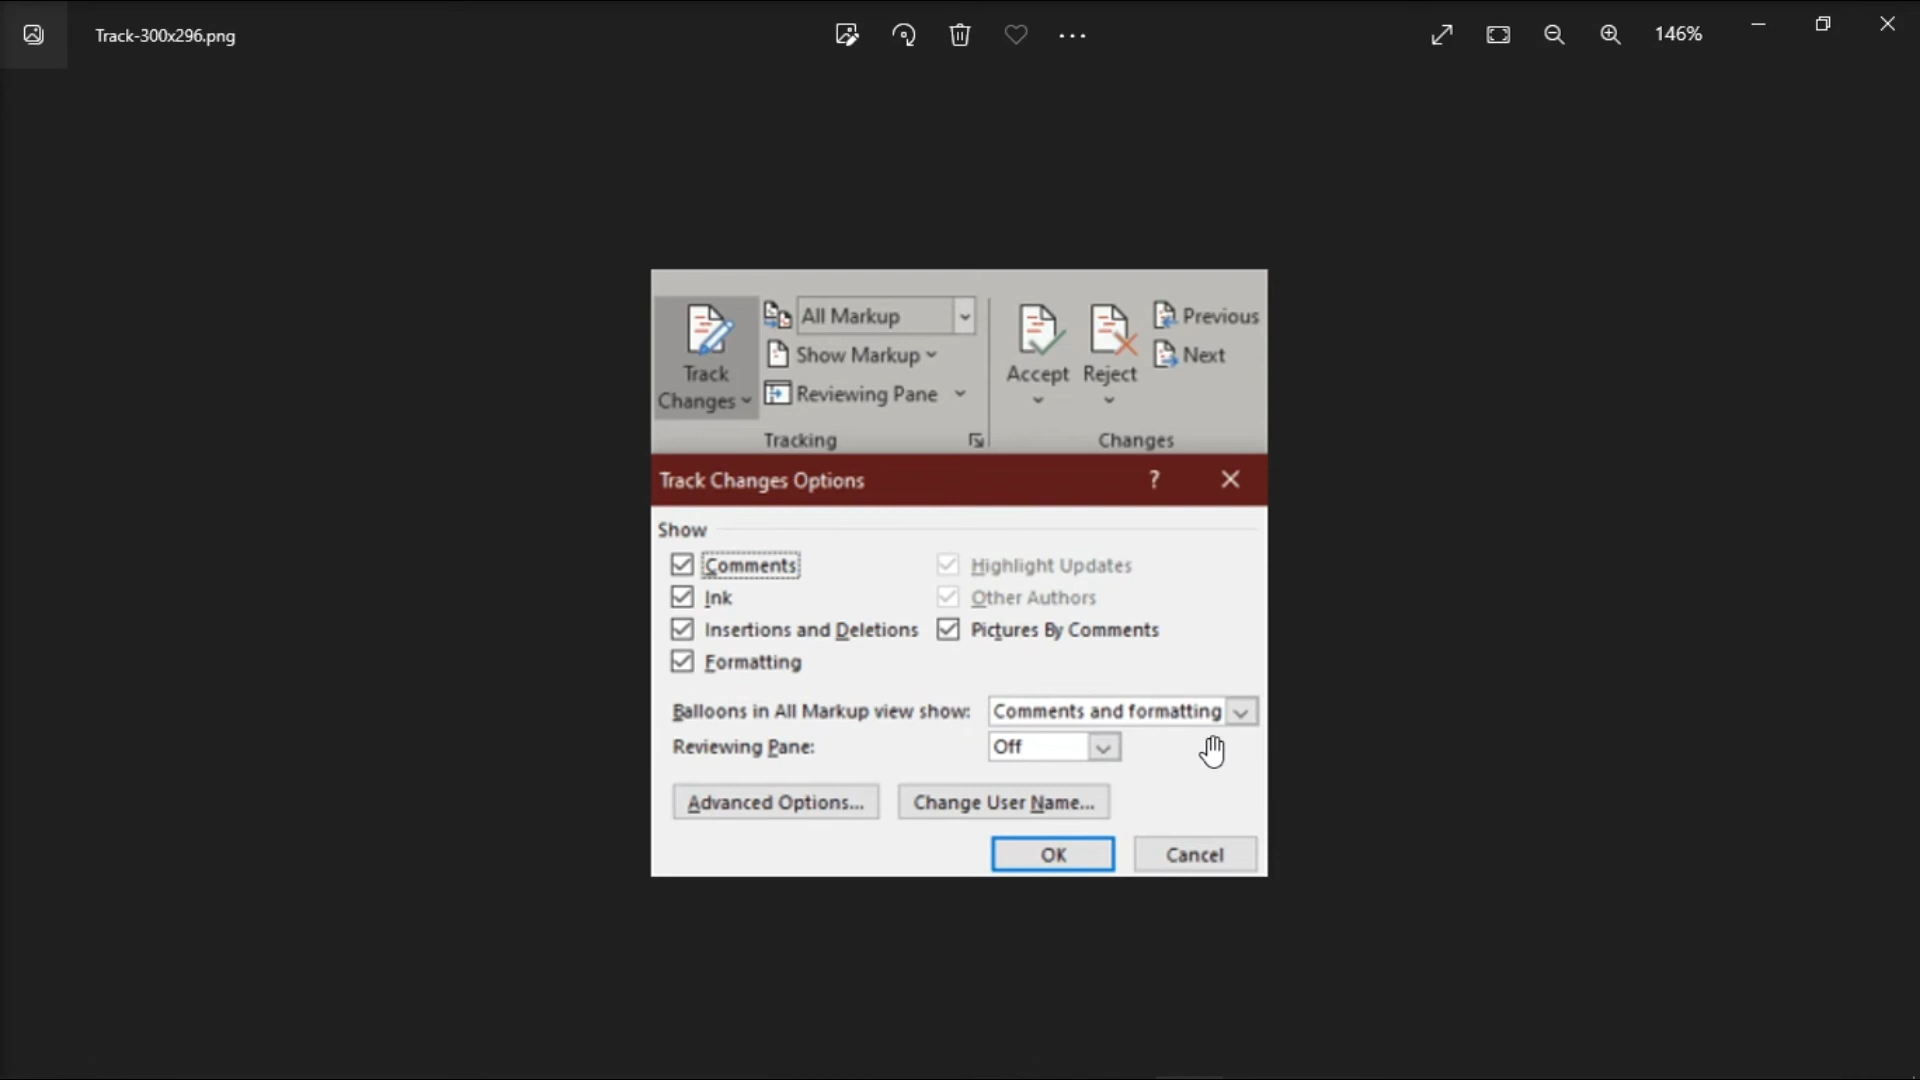 Track-300x296.png
146%
All Markup
Previous
Show Markup
Next
Track
Changes
Accept
Reject
Reviewing Pane
Tracking
Changes
Track Changes Options
?
Show
Comments
Highlight Updates
Ink
Other Authors
Insertions and Deletions
Pictures By Comments
Formatting
Balloons in All Markup view show:
Comments and formatting
Reviewing Pane:
Off
Advanced Options...
Change User Name...
OK
Cancel